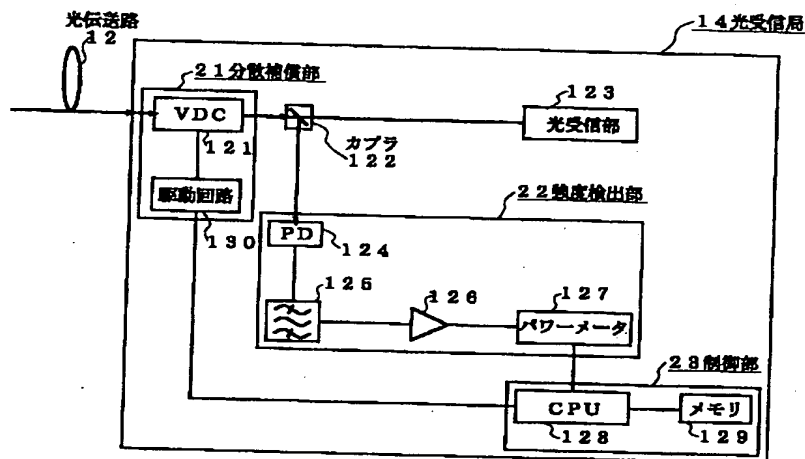 光伝送路
12
14光受信局
21分散補償部
VDC
121
カプラ
122
123
光受信部
駆動回路
130
22強度検出部
PD
124
125
126
127
パワーメータ
23制御部
CPU
128
メモリ
129